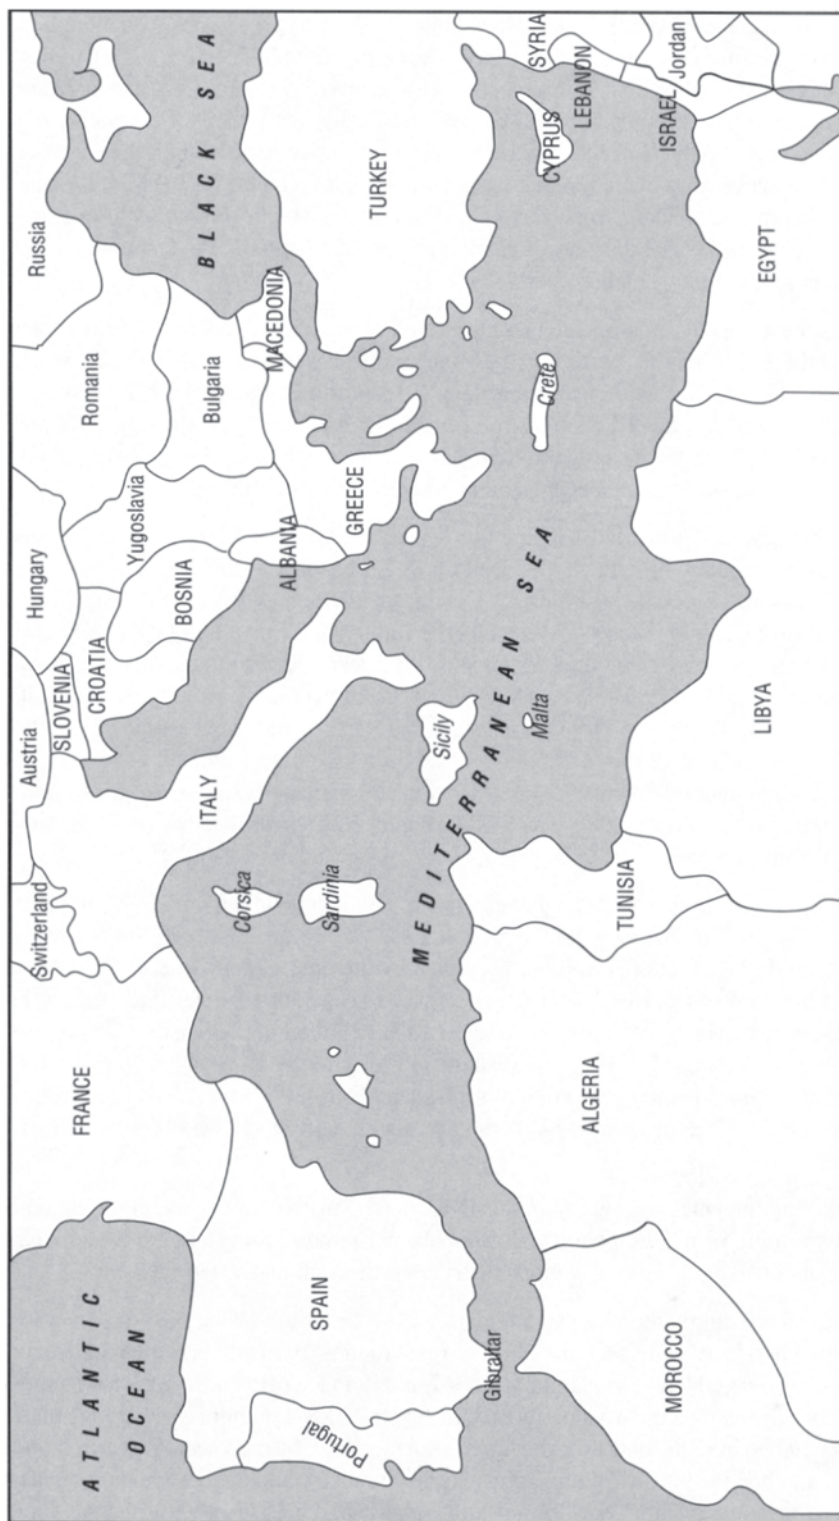 ATLANTIC
OCEAN
FRANCE
Switzerland
Austria
Hungary
Romania
Russia
SLOVENIA
CROATIA
Yugoslavia
Bulgaria
BLACK SEA
BOSNIA
ITALY
MACEDONIA
ALBANIA
Corsica
Portugal
SPAIN
Sardinia
GREECE
TURKEY
Sicily
MEDITERRANEAN SEA
Gibraltar
Malta
Crete
CYPRUS
SYRIA
LEBANON
ALGERIA
TUNISIA
ISRAEL
Jordan
MOROCCO
LIBYA
EGYPT